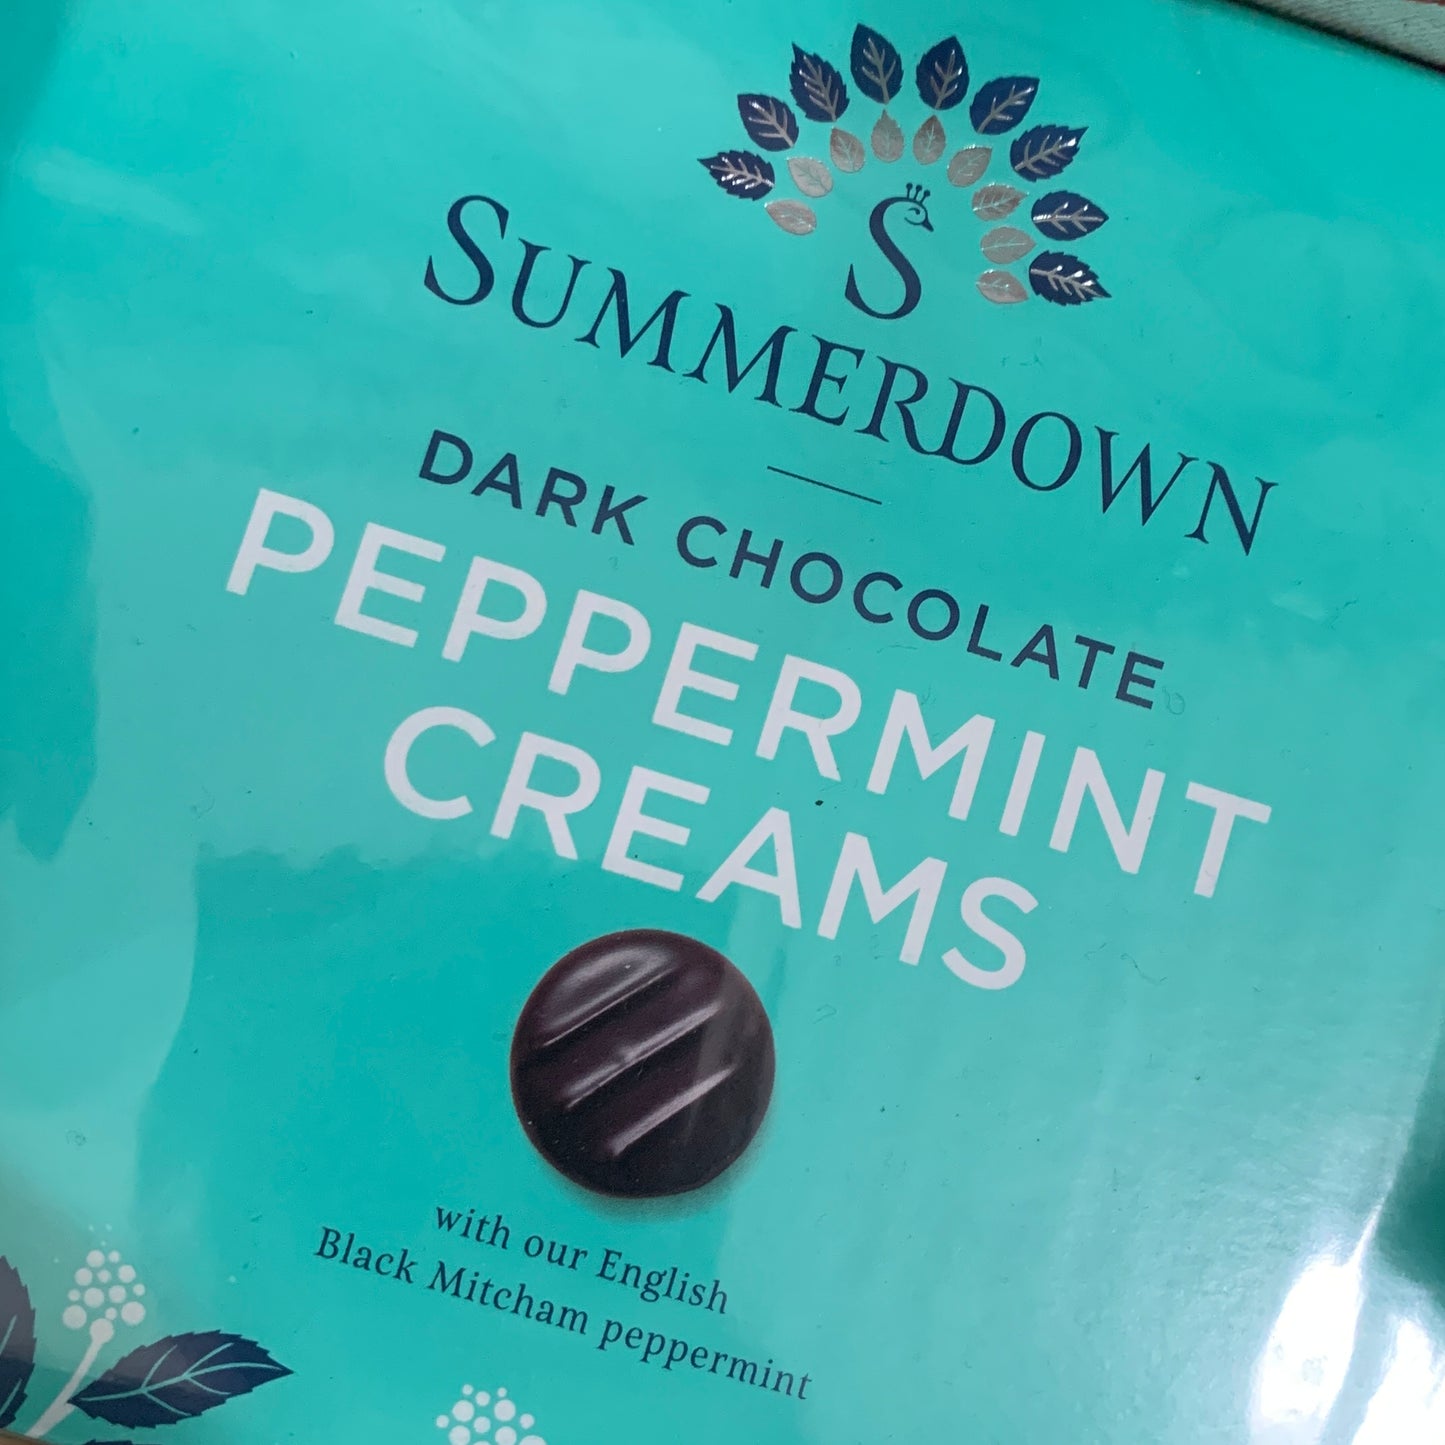 S
SUMMERDOWN
DARK CHOCOLATE
PEPPERMINT
CREAMS
with our English
Black Mitcham peppermint